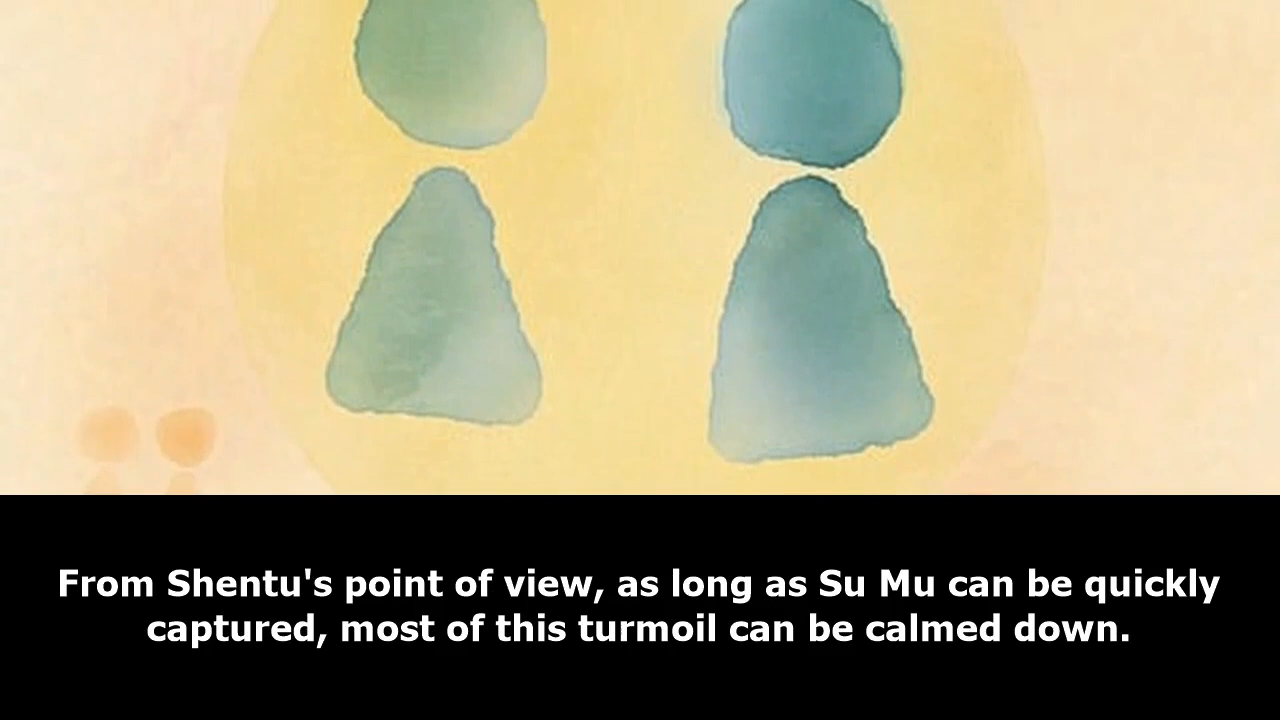 From Shentu's point of view, as long as Su Mu can be quickly
captured, most of this turmoil can be calmed down.